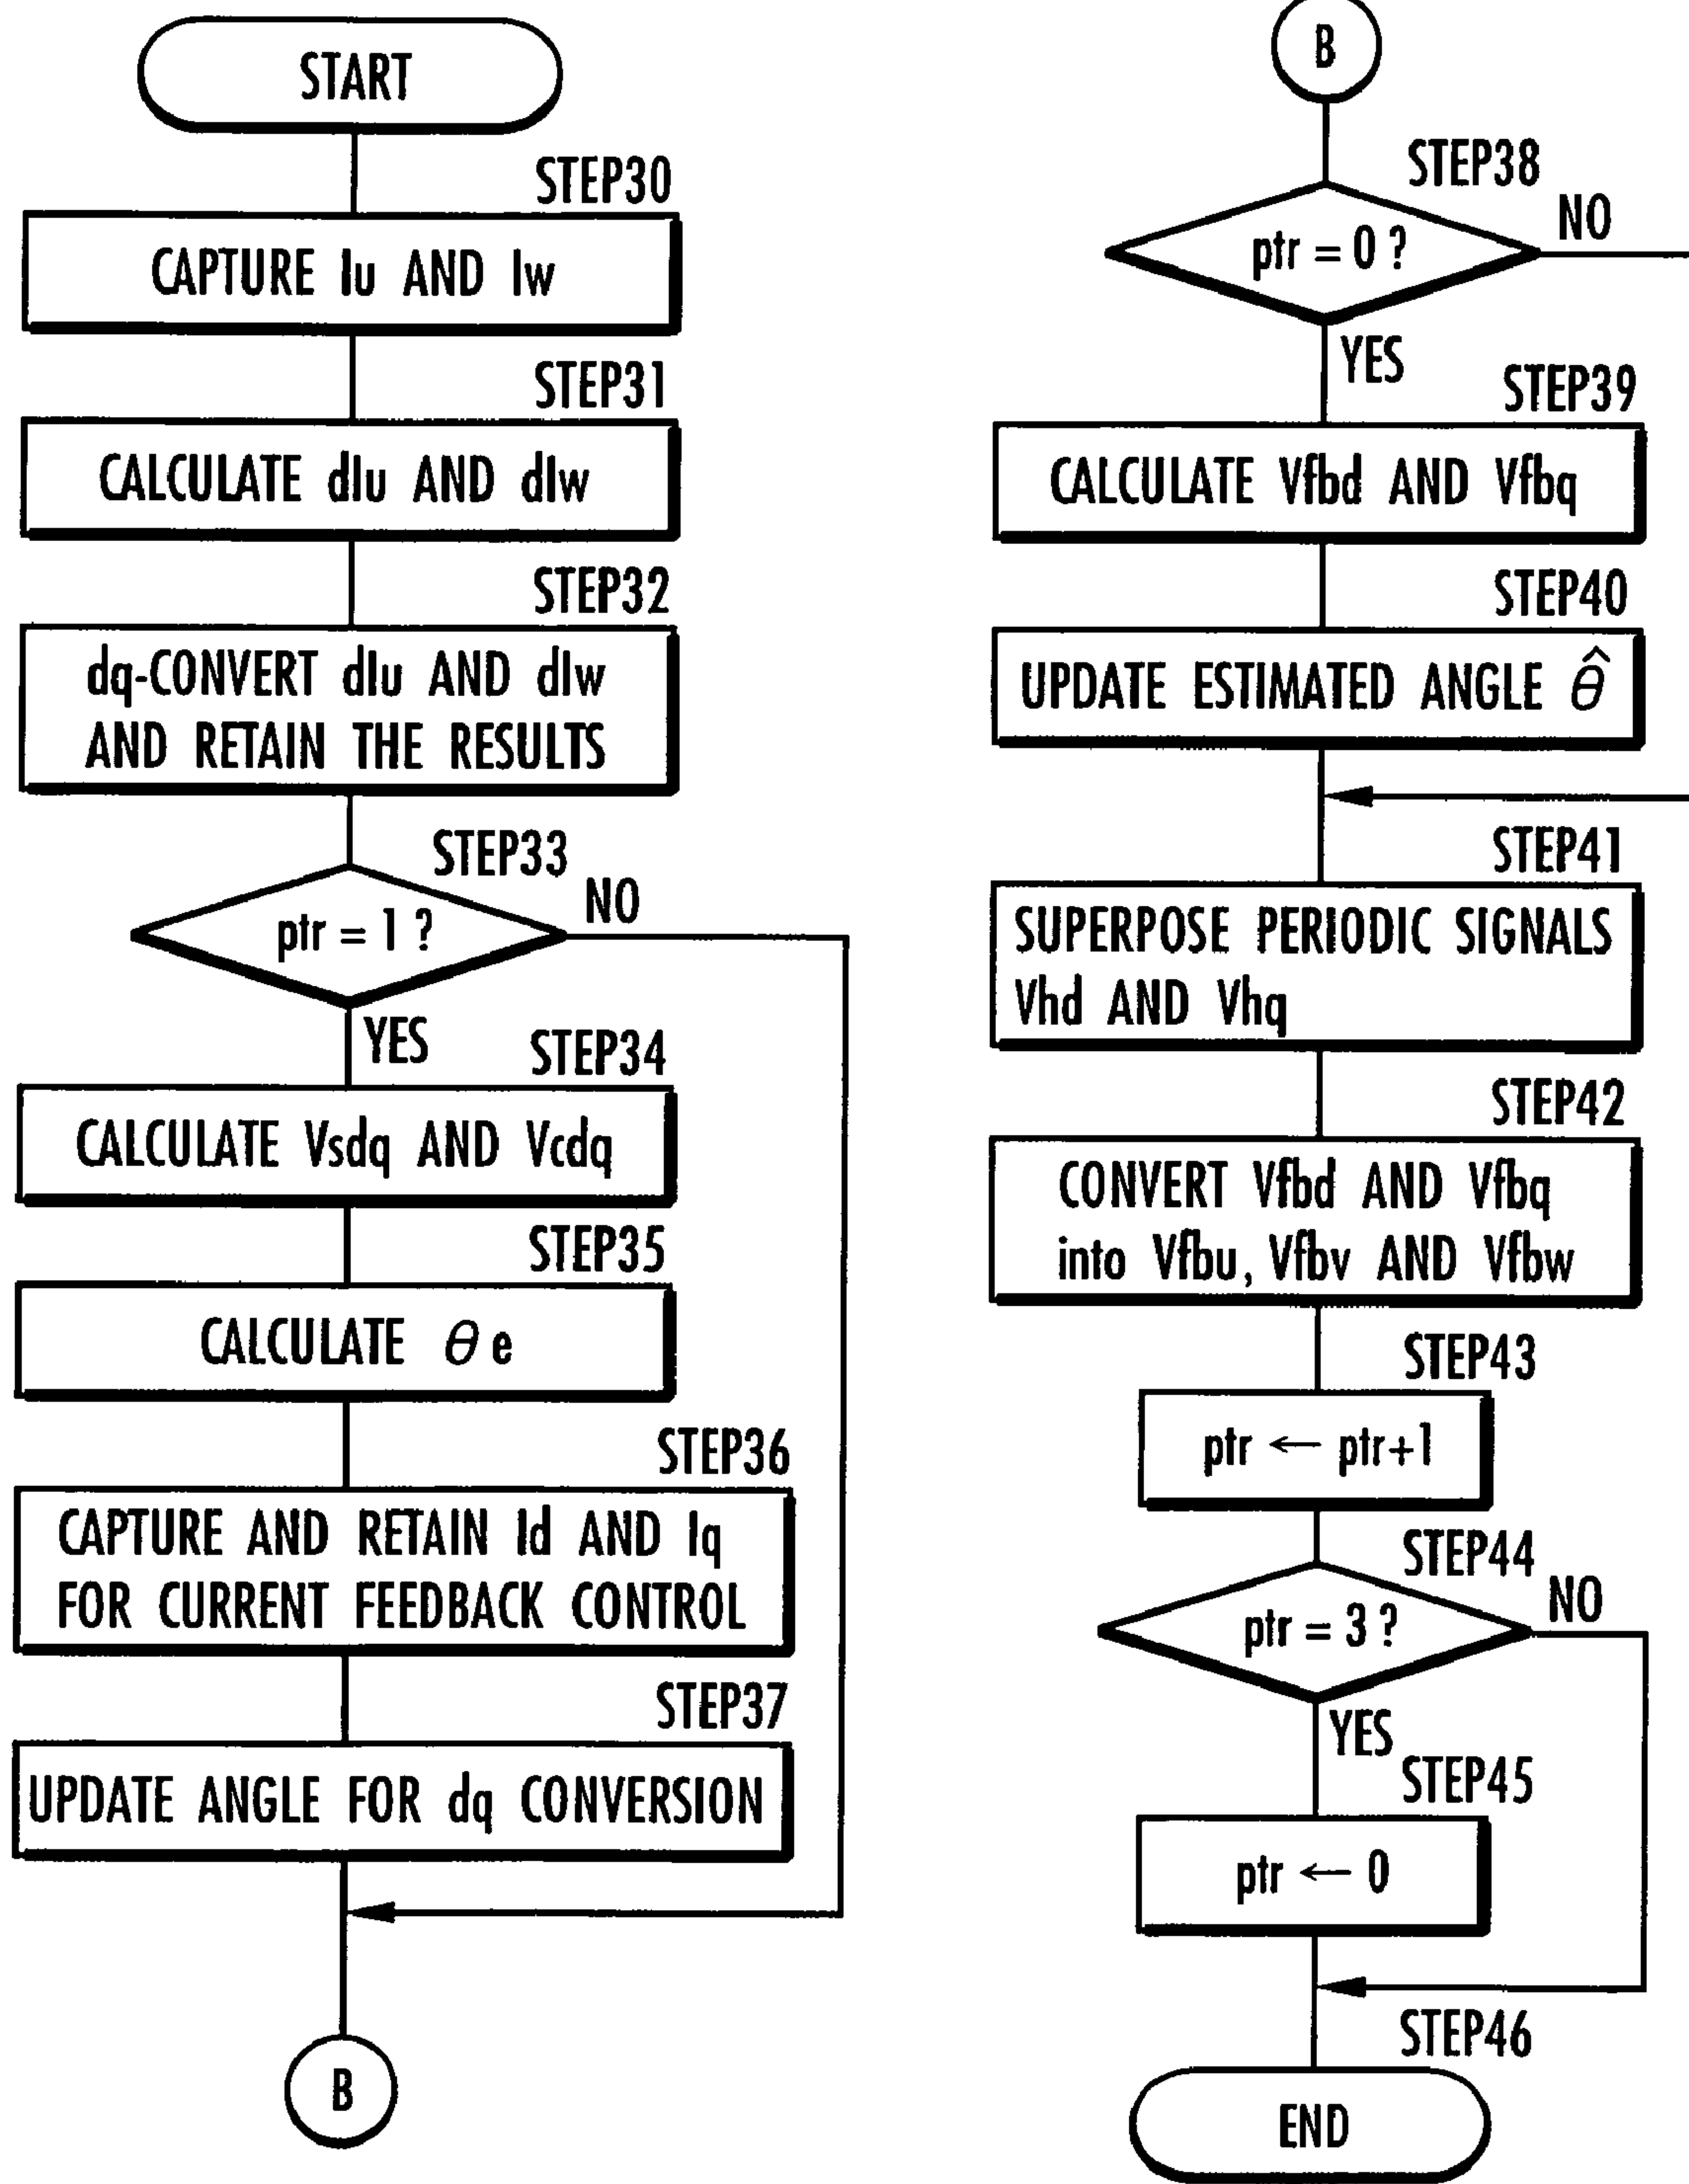 START
STEP30
CAPTURE Iu AND Iw
STEP31
CALCULATE dIu AND dIw
STEP32
dq-CONVERT dIu AND dIw
AND RETAIN THE RESULTS
STEP33
ptr = 1 ?
NO
YES
STEP34
CALCULATE Vsdq AND Vcdq
STEP35
CALCULATE θe
STEP36
CAPTURE AND RETAIN Id AND Iq
FOR CURRENT FEEDBACK CONTROL
STEP37
UPDATE ANGLE FOR dq CONVERSION
B
B
STEP38
ptr = 0 ?
NO
YES
STEP39
CALCULATE Vfbd AND Vfbq
STEP40
UPDATE ESTIMATED ANGLE θ̂
STEP41
SUPERPOSE PERIODIC SIGNALS
Vhd AND Vhq
STEP42
CONVERT Vfbd AND Vfbq
into Vfbu, Vfbv AND Vfbw
STEP43
ptr ← ptr+1
STEP44
ptr = 3 ?
NO
YES
STEP45
ptr ← 0
STEP46
END